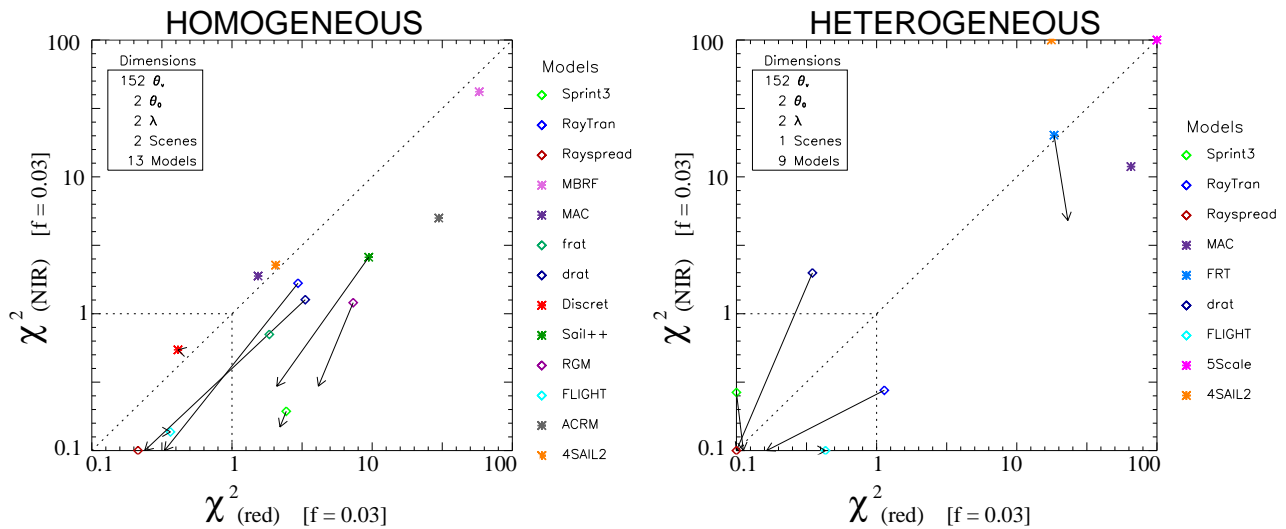 HOMOGENEOUS
100
10
1
0.1
χ² (NIR) [f = 0.03]
Dimensions
152 θᵥ
2 θ₀
2 λ
2 Scenes
13 Models
0.1
1
10
100
χ² (red) [f = 0.03]
Models
Sprint3
RayTran
Rayspread
MBRF
MAC
frat
drat
Discret
Sail++
RGM
FLIGHT
ACRM
4SAIL2
HETEROGENEOUS
100
10
1
0.1
χ² (NIR) [f = 0.03]
Dimensions
152 θᵥ
2 θ₀
2 λ
1 Scenes
9 Models
0.1
1
10
100
χ² (red) [f = 0.03]
Models
Sprint3
RayTran
Rayspread
MAC
FRT
drat
FLIGHT
5Scale
4SAIL2